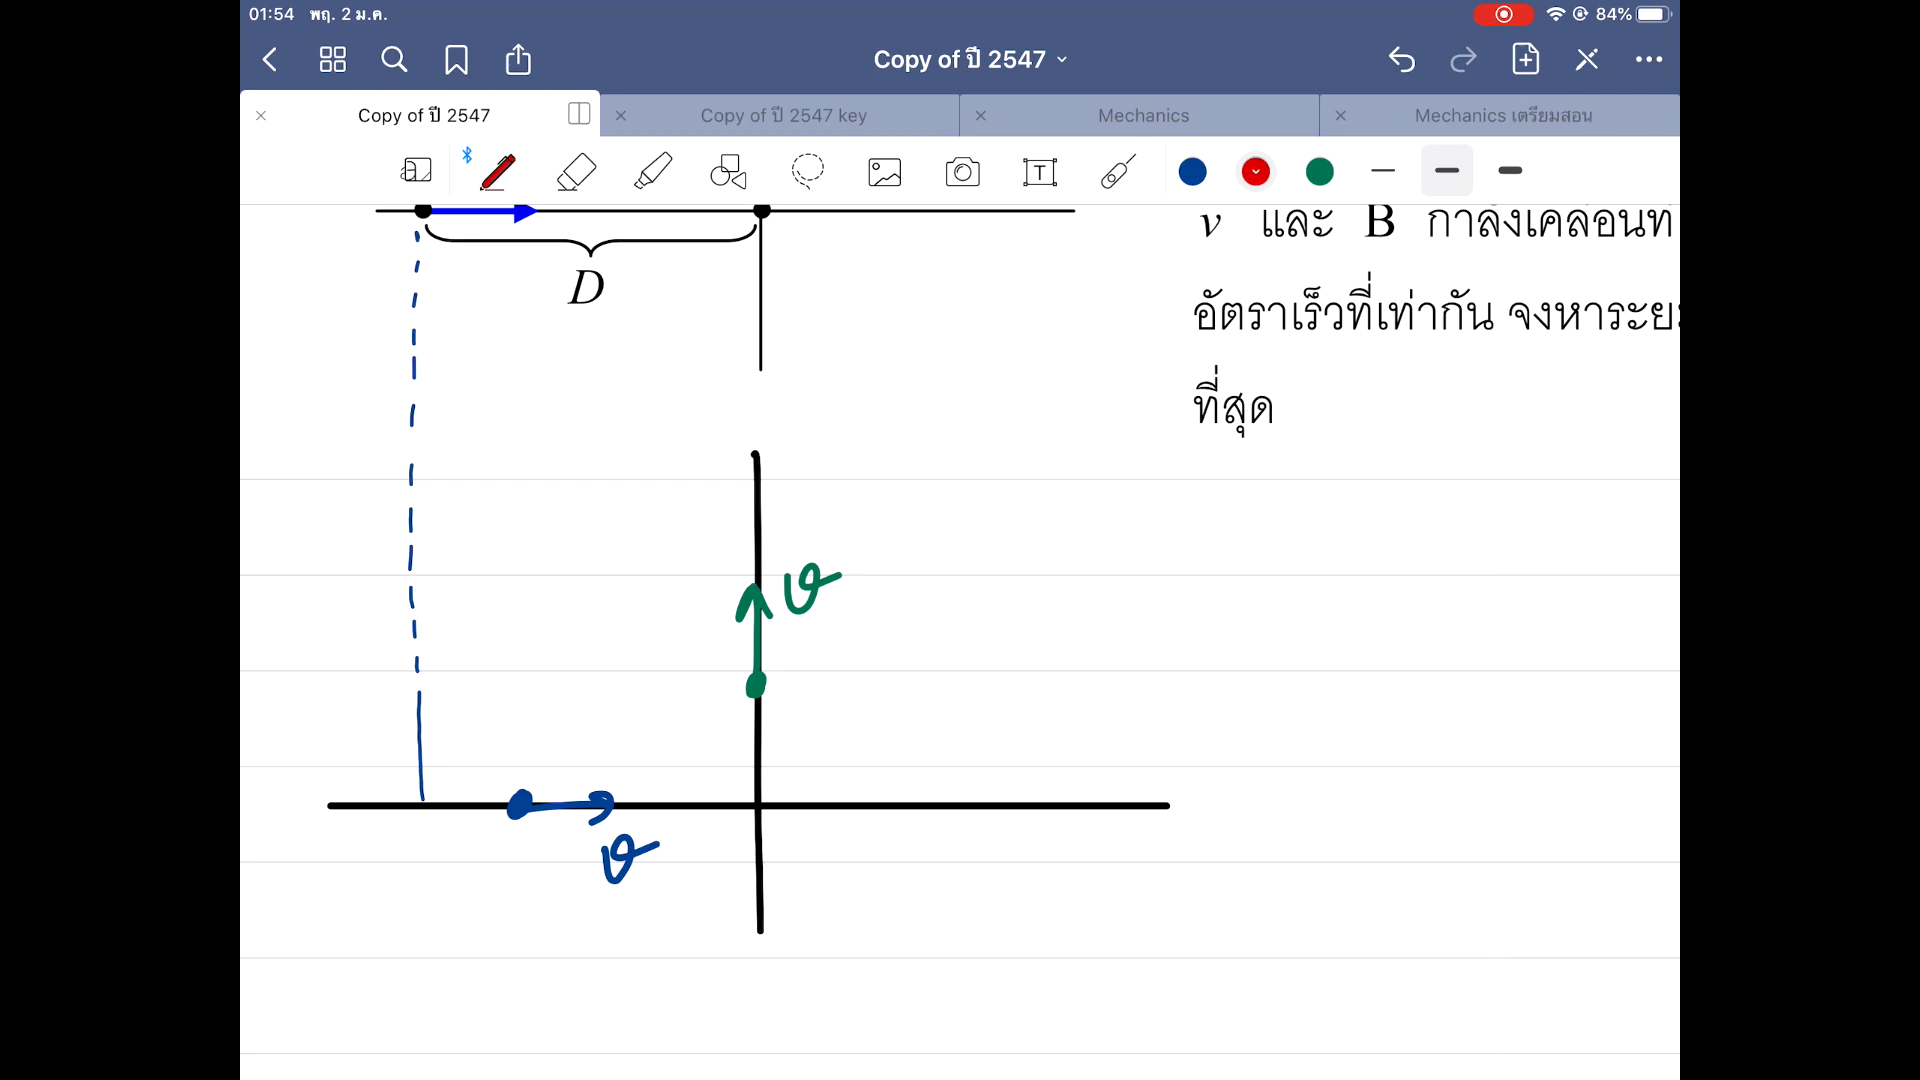 01:54 พฤ. 2 ม.ค. 84%
Copy of ปี 2547
Copy of ปี 2547 Copy of ปี 2547 key Mechanics Mechanics เตรียมสอน
D
v และ B กำลังเคลื่อนที่
อัตราเร็วที่เท่ากัน จงหาระยะ
ที่สุด
v
v